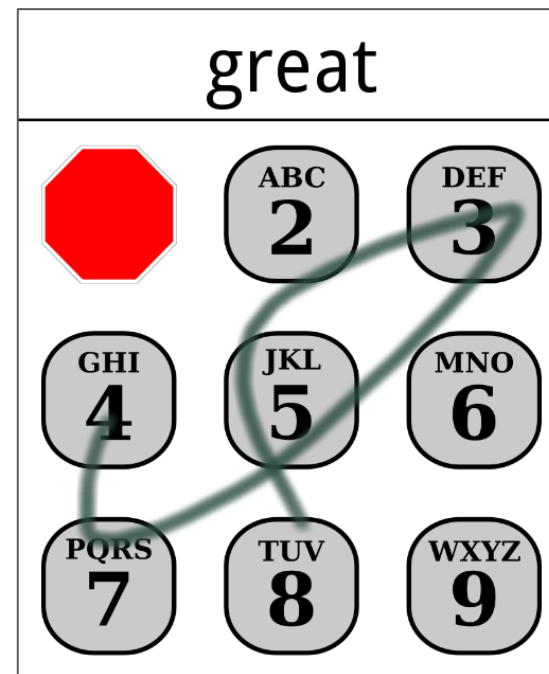 great
ABC DEF
2 3
GHI JKL MNO
4 5 6
PQRS TUV WXYZ
7 8 9